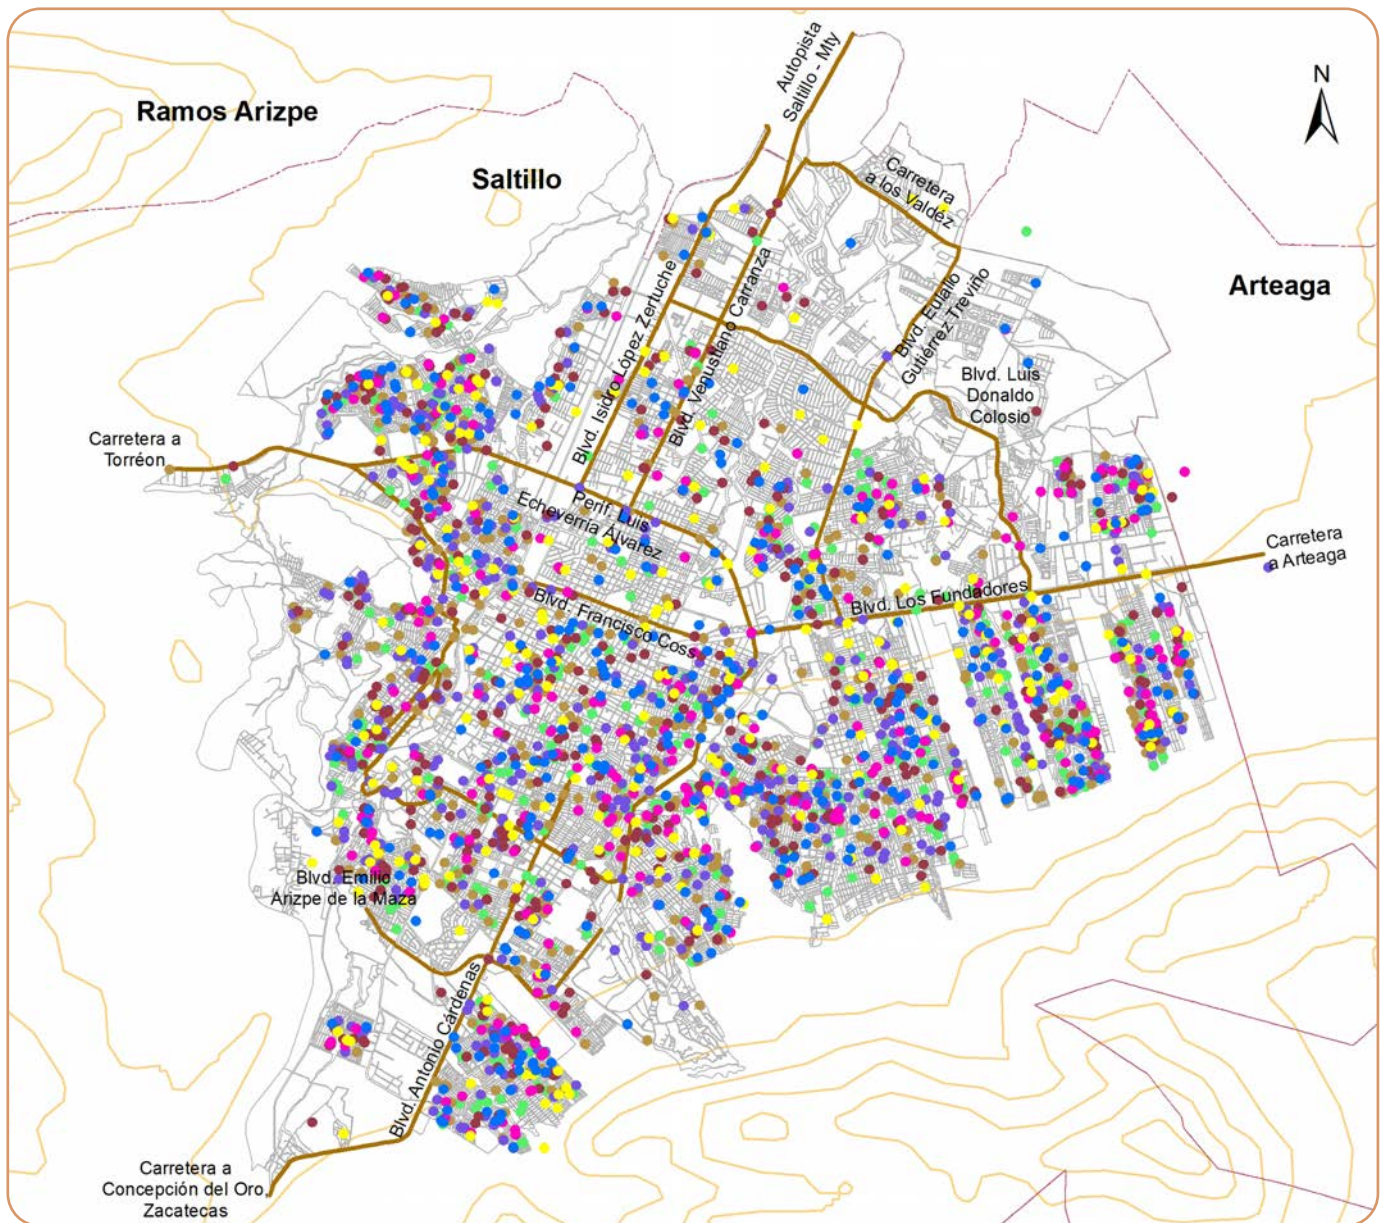 Autopista
Saltillo - Mty
N
Ramos Arizpe
Saltillo
Carretera
a los Valdez
Arteaga
Blvd. Isidro López Zertuche
Blvd. Venustiano Carranza
Blvd. Eulalio
Gutiérrez Treviño
Blvd. Luis
Donaldo
Colosio
Carretera a
Torréon
Perif. Luis
Echeverría Álvarez
Carretera
a Arteaga
Blvd. Francisco Coss
Blvd. Los Fundadores
Blvd. Emilio
Arizpe de la Maza
Blvd. Antonio Cárdenas
Carretera a
Concepción del Oro,
Zacatecas